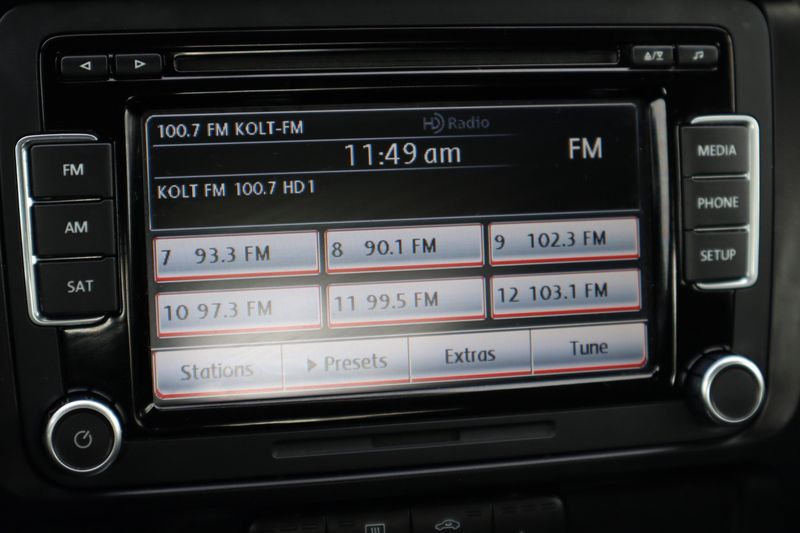 100.7 FM KOLT-FM
HD Radio
11:49 am
FM
KOLT FM 100.7 HD1
FM
AM
SAT
MEDIA
PHONE
SETUP
7 93.3 FM
8 90.1 FM
9 102.3 FM
10 97.3 FM
11 99.5 FM
12 103.1 FM
Stations
Presets
Extras
Tune